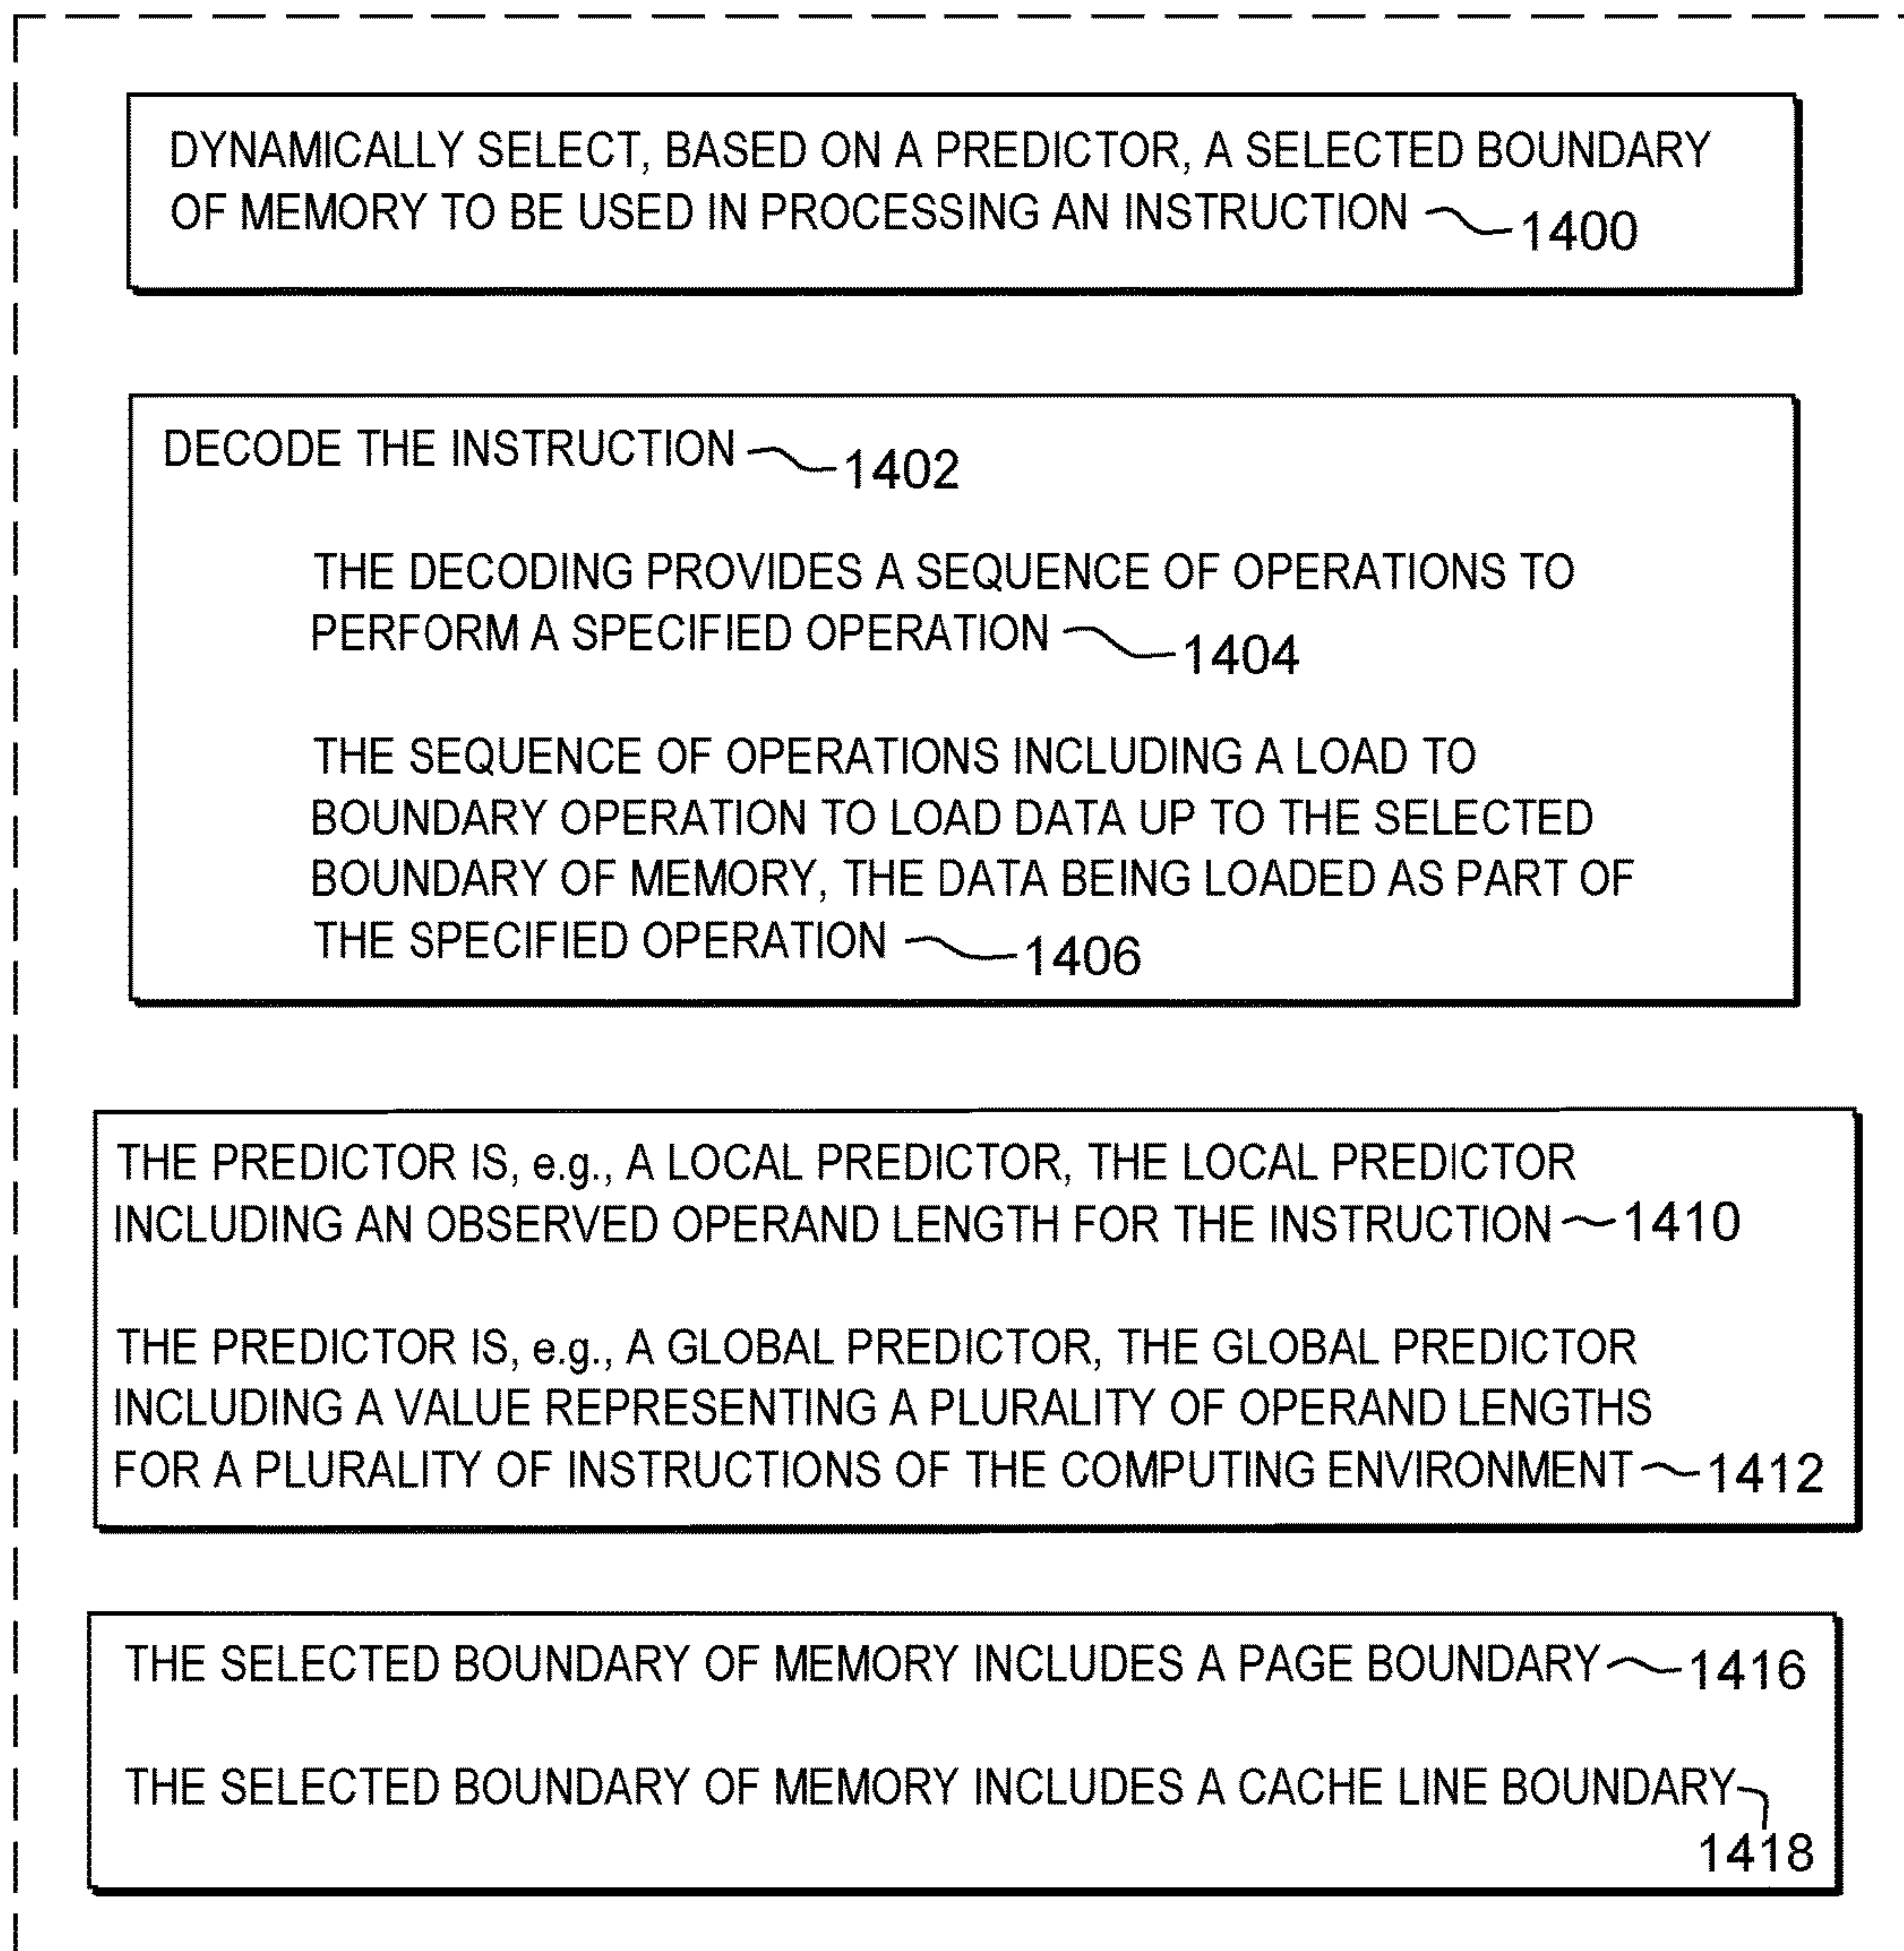 DYNAMICALLY SELECT, BASED ON A PREDICTOR, A SELECTED BOUNDARY
OF MEMORY TO BE USED IN PROCESSING AN INSTRUCTION 1400
DECODE THE INSTRUCTION 1402
THE DECODING PROVIDES A SEQUENCE OF OPERATIONS TO
PERFORM A SPECIFIED OPERATION 1404
THE SEQUENCE OF OPERATIONS INCLUDING A LOAD TO
BOUNDARY OPERATION TO LOAD DATA UP TO THE SELECTED
BOUNDARY OF MEMORY, THE DATA BEING LOADED AS PART OF
THE SPECIFIED OPERATION 1406
THE PREDICTOR IS, e.g., A LOCAL PREDICTOR, THE LOCAL PREDICTOR
INCLUDING AN OBSERVED OPERAND LENGTH FOR THE INSTRUCTION 1410
THE PREDICTOR IS, e.g., A GLOBAL PREDICTOR, THE GLOBAL PREDICTOR
INCLUDING A VALUE REPRESENTING A PLURALITY OF OPERAND LENGTHS
FOR A PLURALITY OF INSTRUCTIONS OF THE COMPUTING ENVIRONMENT 1412
THE SELECTED BOUNDARY OF MEMORY INCLUDES A PAGE BOUNDARY 1416
THE SELECTED BOUNDARY OF MEMORY INCLUDES A CACHE LINE BOUNDARY
1418